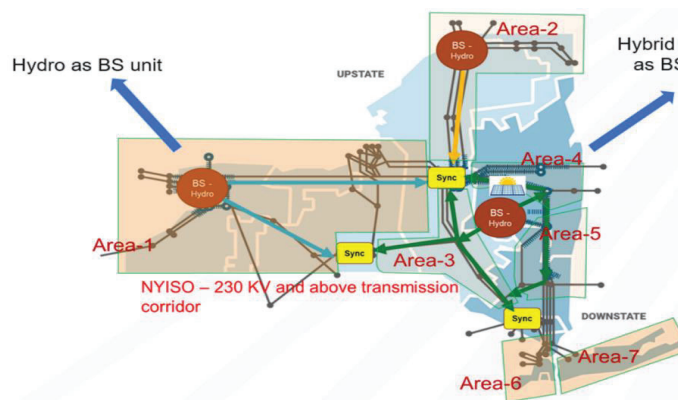 Area-2
BS -
Hydro
Hybrid
as BS
Hydro as BS unit
UPSTATE
Area-4
Sync
BS -
Hydro
BS -
Hydro
Area-1
Area-5
Sync
Area-3
NYISO – 230 KV and above transmission
corridor
Sync
DOWNSTATE
Area-7
Area-6